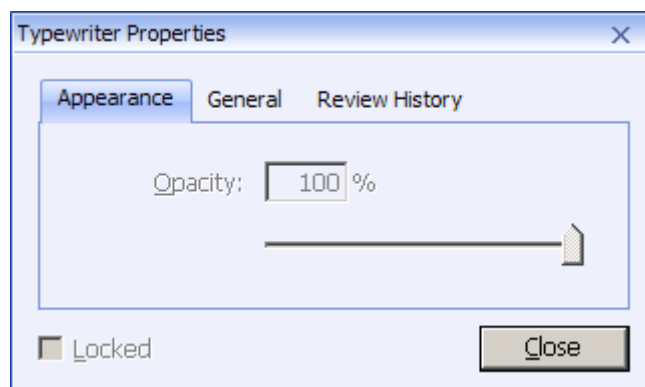 Typewriter Properties
Appearance General Review History
Opacity: 100 %
Locked Close